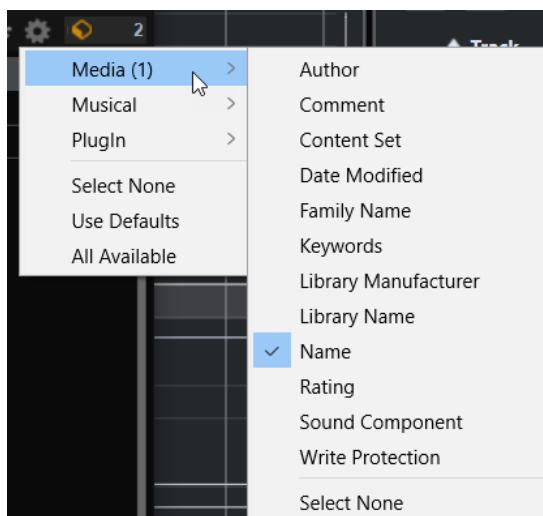 2
Track
Media (1)
Musical
PlugIn
Select None
Use Defaults
All Available
Author
Comment
Content Set
Date Modified
Family Name
Keywords
Library Manufacturer
Library Name
Name
Rating
Sound Component
Write Protection
Select None